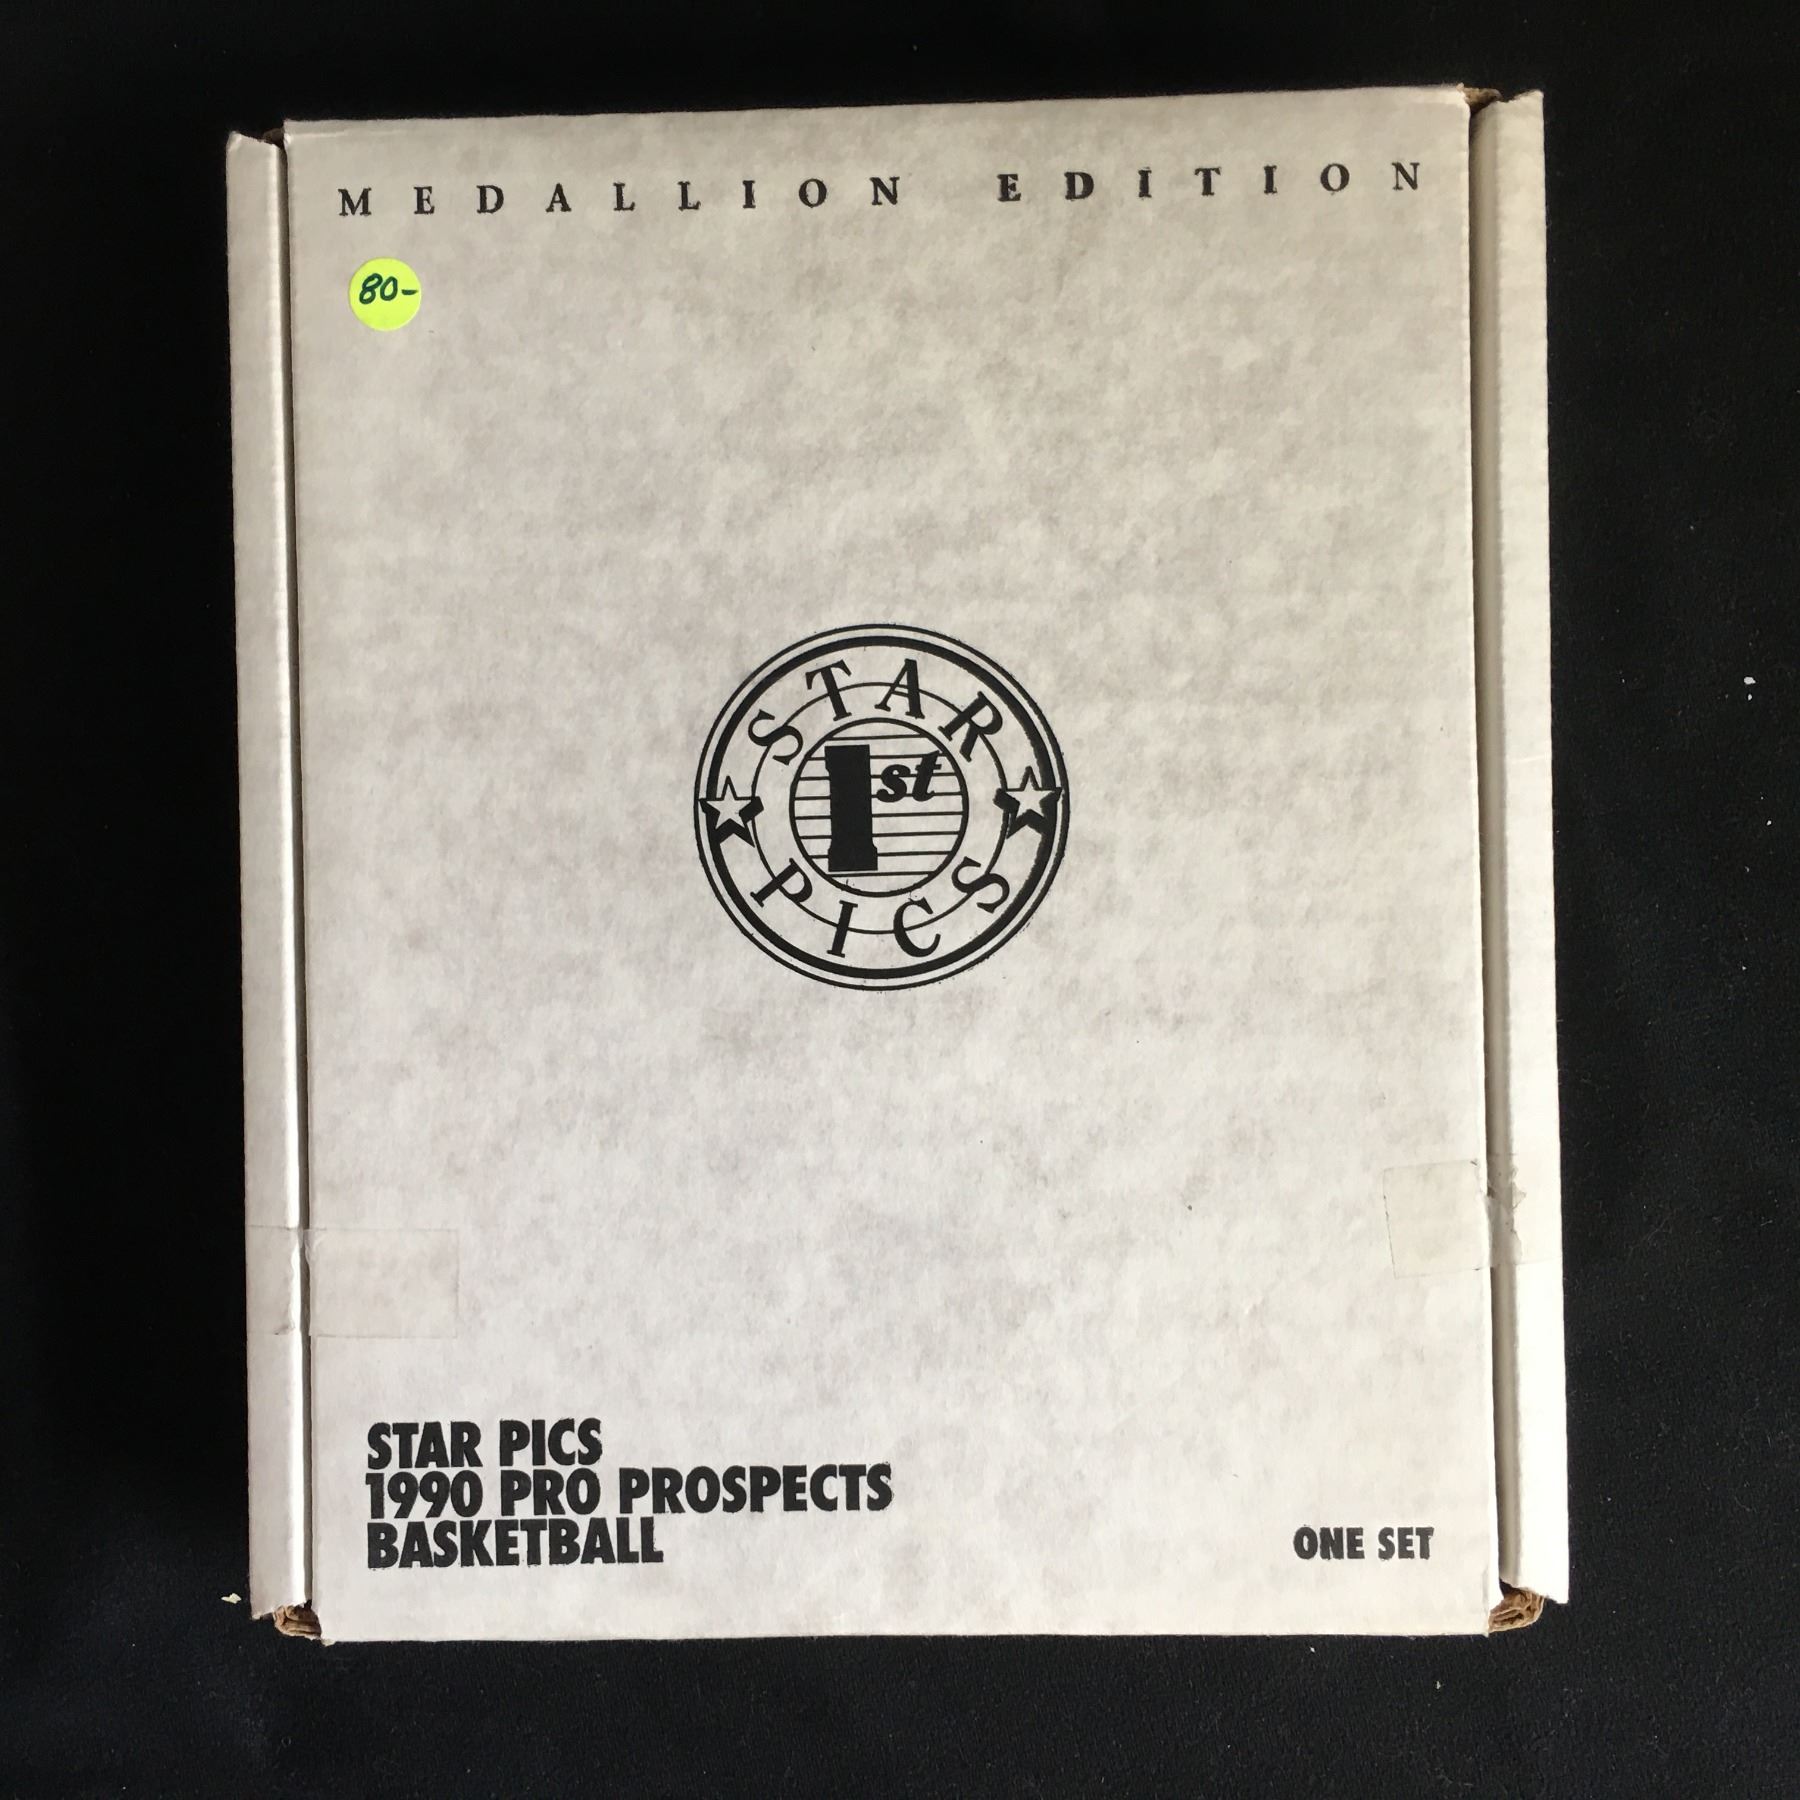 MEDALLION EDITION
80-
STAR
1st
PICS
STAR PICS
1990 PRO PROSPECTS
BASKETBALL
ONE SET